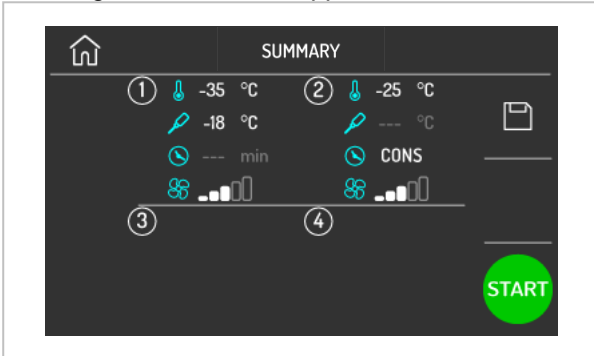 SUMMARY
1 -35 °C 2 -25 °C
-18 °C --- °C
--- min CONS
3 4
START